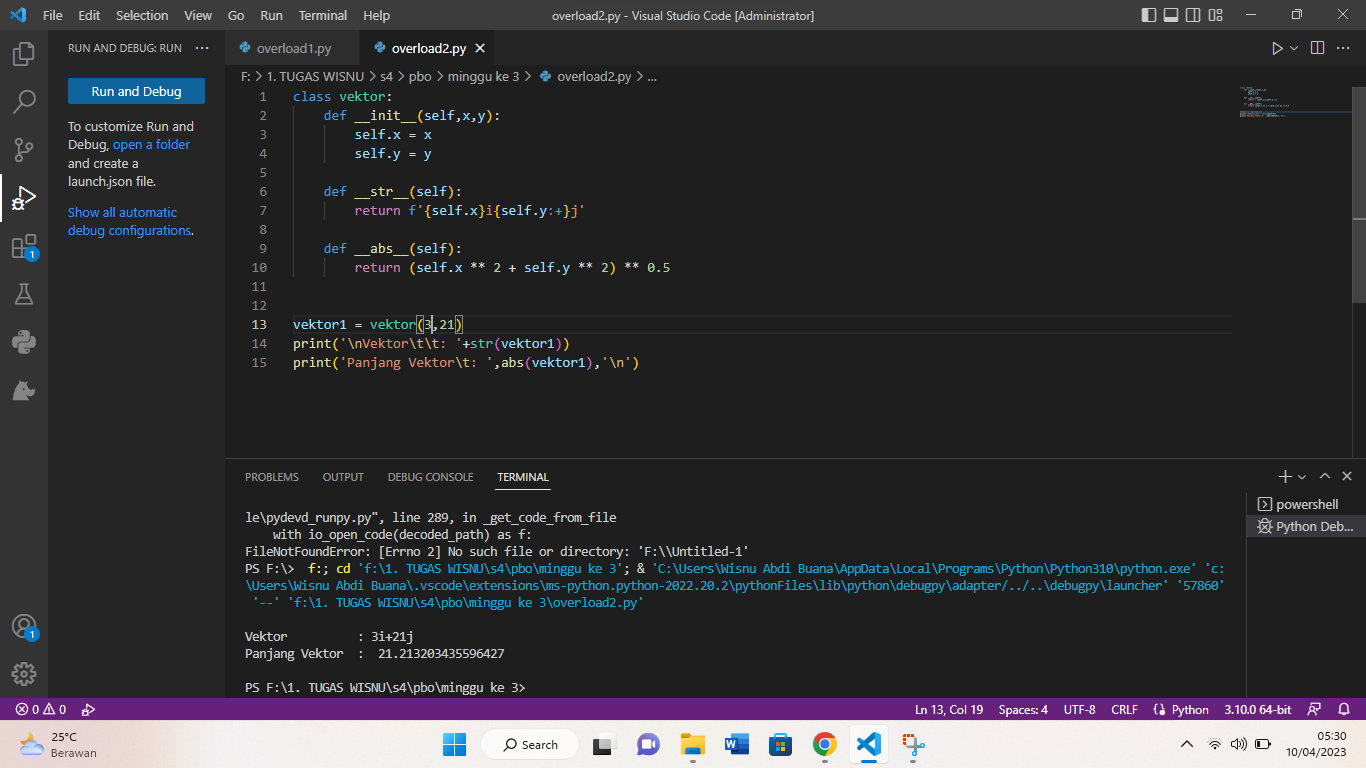 File Edit Selection View Go Run Terminal Help
overload2.py - Visual Studio Code [Administrator]
RUN AND DEBUG: RUN ...
Run and Debug
To customize Run and
Debug, open a folder
and create a
launch.json file.
Show all automatic
debug configurations.
1
1
overload1.py
overload2.py
F: > 1. TUGAS WISNU > s4 > pbo > minggu ke 3 > overload2.py > ...
1 class vektor:
2 def __init__(self,x,y):
3 self.x = x
4 self.y = y
5
6 def __str__(self):
7 return f'{self.x}i{self.y:+}j'
8
9 def __abs__(self):
10 return (self.x ** 2 + self.y ** 2) ** 0.5
11
12
13 vektor1 = vektor(3,21)
14 print('\nVektor\t\t: '+str(vektor1))
15 print('Panjang Vektor\t: ',abs(vektor1),'\n')
PROBLEMS OUTPUT DEBUG CONSOLE TERMINAL
powershell
Python Deb...
le\pydevd_runpy.py", line 289, in _get_code_from_file
with io_open_code(decoded_path) as f:
FileNotFoundError: [Errno 2] No such file or directory: 'F:\\Untitled-1'
PS F:\> f:; cd 'f:\1. TUGAS WISNU\s4\pbo\minggu ke 3'; & 'C:\Users\Wisnu Abdi Buana\AppData\Local\Programs\Python\Python310\python.exe' 'c:
\Users\Wisnu Abdi Buana\.vscode\extensions\ms-python.python-2022.20.2\pythonFiles\lib\python\debugpy\adapter/../..\debugpy\launcher' '57860'
'--' 'f:\1. TUGAS WISNU\s4\pbo\minggu ke 3\overload2.py'
Vektor : 3i+21j
Panjang Vektor : 21.213203435596427
PS F:\1. TUGAS WISNU\s4\pbo\minggu ke 3>
0 0
Ln 13, Col 19 Spaces: 4 UTF-8 CRLF Python 3.10.0 64-bit
25°C
Berawan
Search
05:30
10/04/2023